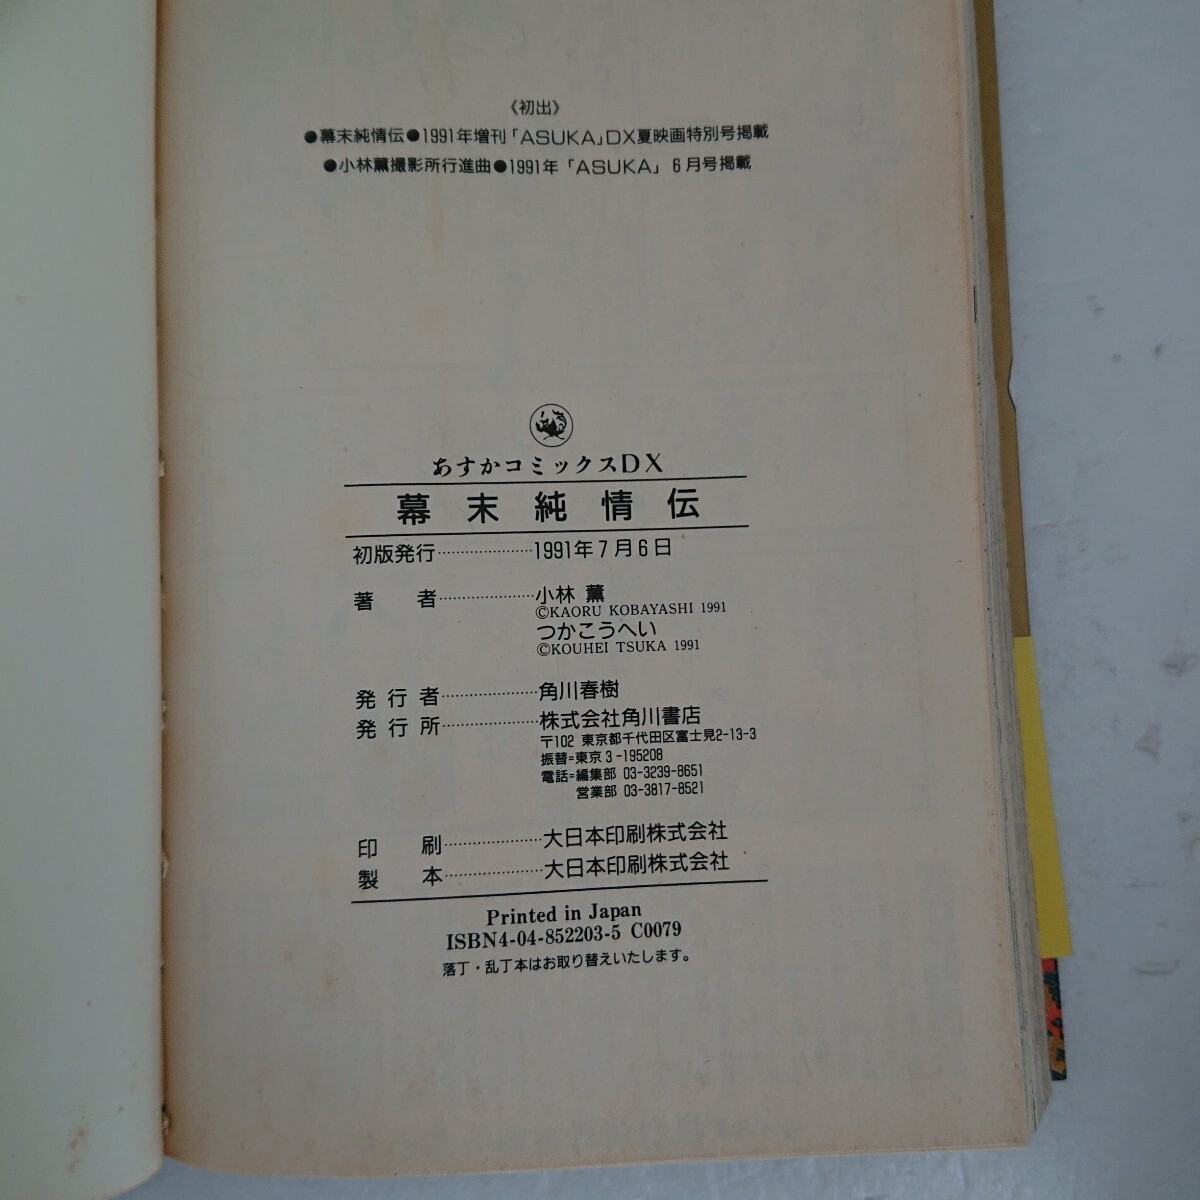 《初出》
●幕末純情伝●1991年増刊「ASUKA」DX夏映画特別号掲載
●小林薫撮影所行進曲●1991年「ASUKA」6月号掲載
あすかコミックスDX
幕末純情伝
初版発行……………………1991年7月6日
著者……………………小林 薫
©KAORU KOBAYASHI 1991
つかこうへい
©KOUHEI TSUKA 1991
発行者……………………角川春樹
発行所……………………株式会社角川書店
〒102 東京都千代田区富士見2-13-3
振替=東京3-195208
電話=編集部 03-3239-8651
営業部 03-3817-8521
印刷……………………大日本印刷株式会社
製本……………………大日本印刷株式会社
Printed in Japan
ISBN4-04-852203-5 C0079
落丁・乱丁本はお取り替えいたします。